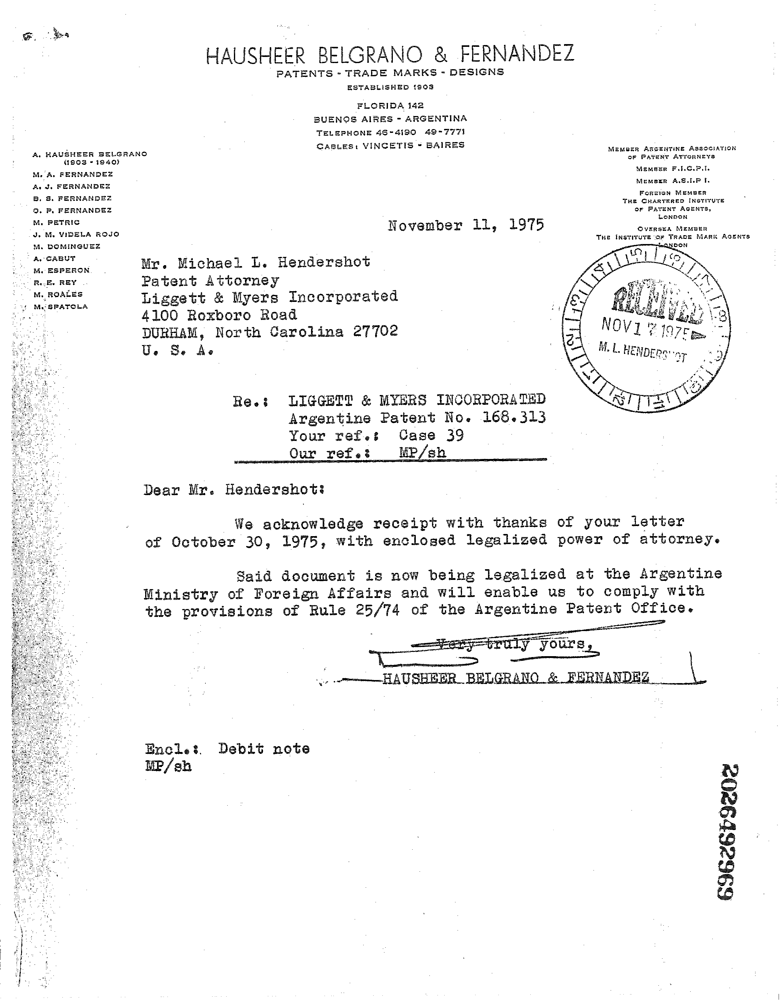 HAUSHEER BELGRANO & FERNANDEZ
PATENTS - TRADE MARKS - DESIGNS
ESTABLISHED 1903
FLORIDA 142
BUENOS AIRES - ARGENTINA
TELEPHONE 46-4190 49-7771
CABLES: VINCETIS - BAIRES
A. HAUSHEER BELGRANO
(1903 - 1940)
M. A. FERNANDEZ
A. J. FERNANDEZ
B. S. FERNANDEZ
O. P. FERNANDEZ
M. PETRIC
J. M. VIDELA ROJO
M. DOMINGUEZ
A. CABUT
M. ESPERON
R. E. REY
M. ROALES
M. SPATOLA
MEMBER ARGENTINE ASSOCIATION
OF PATENT ATTORNEYS
MEMBER F.I.C.P.I.
MEMBER A.S.I.P I.
FOREIGN MEMBER
THE CHARTERED INSTITUTE
OF PATENT AGENTS,
LONDON
OVERSEA MEMBER
THE INSTITUTE OF TRADE MARK AGENTS
LONDON
November 11, 1975
Mr. Michael L. Hendershot
Patent Attorney
Liggett & Myers Incorporated
4100 Roxboro Road
DURHAM, North Carolina 27702
U. S. A.
RECEIVED
NOV 17 1975
M. L. HENDERSHOT
Re.: LIGGETT & MYERS INCORPORATED
Argentine Patent No. 168.313
Your ref.: Case 39
Our ref.: MP/sh
Dear Mr. Hendershot:
We acknowledge receipt with thanks of your letter
of October 30, 1975, with enclosed legalized power of attorney.
Said document is now being legalized at the Argentine
Ministry of Foreign Affairs and will enable us to comply with
the provisions of Rule 25/74 of the Argentine Patent Office.
Very truly yours,
HAUSHEER BELGRANO & FERNANDEZ
Encl.: Debit note
MP/sh
2026492969